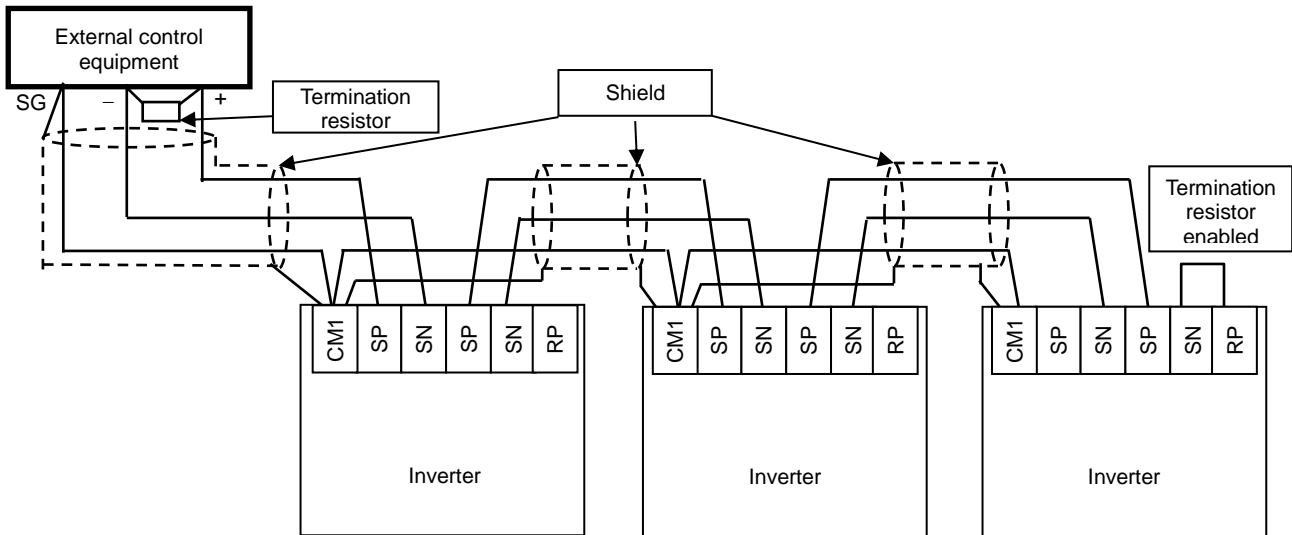 External control
equipment
SG
–
+
Termination
resistor
Shield
Termination
resistor
enabled
CM1
SP
SN
SP
SN
RP
CM1
SP
SN
SP
SN
RP
CM1
SP
SN
SP
SN
RP
Inverter
Inverter
Inverter